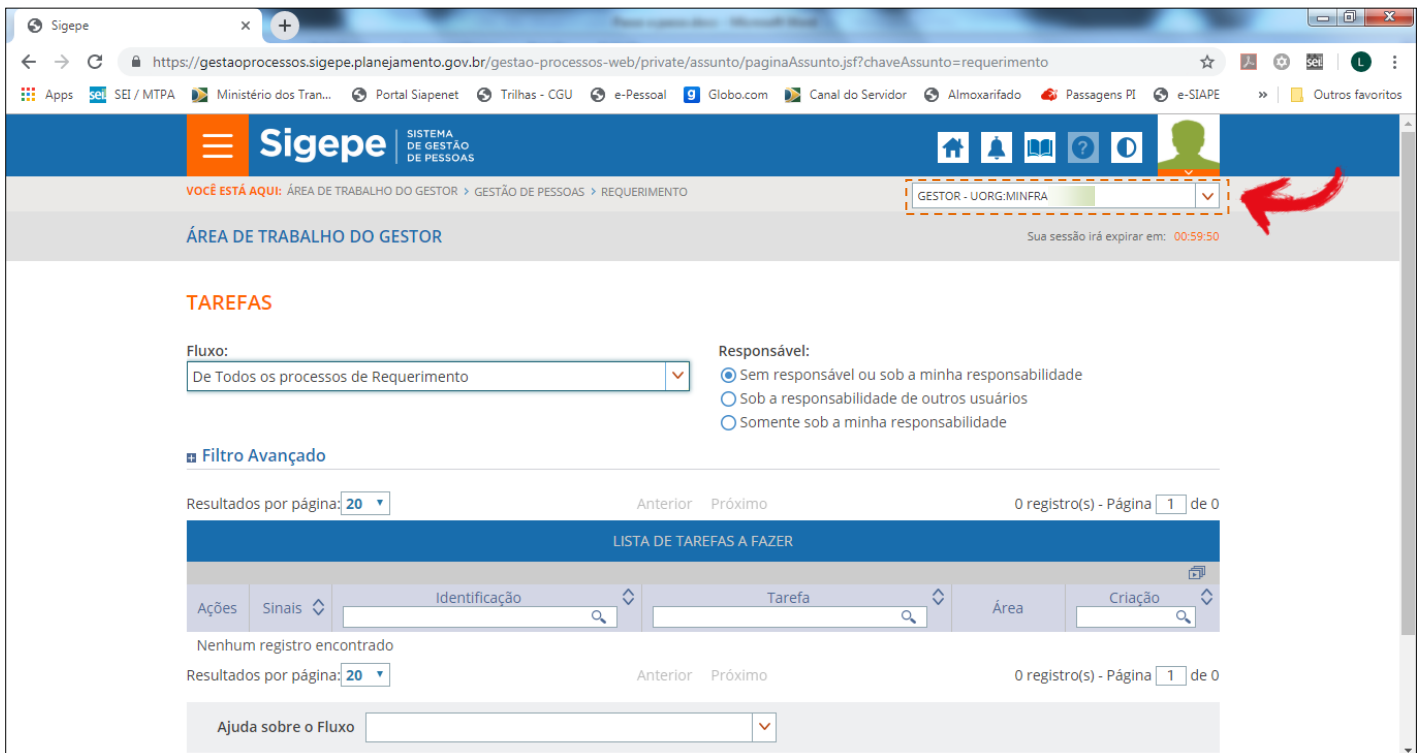 Sigepe
https://gestaoprocessos.sigepe.planejamento.gov.br/gestao-processos-web/private/assunto/paginaAssunto.jsf?chaveAssunto=requerimento
sei! L
Apps sei! SEI / MTPA Ministério dos Tran... Portal Siapenet Trilhas - CGU e-Pessoal g Globo.com Canal do Servidor Almoxarifado Passagens PI e-SIAPE » Outros favoritos
Sigepe SISTEMA
DE GESTÃO
DE PESSOAS
VOCÊ ESTÁ AQUI: ÁREA DE TRABALHO DO GESTOR > GESTÃO DE PESSOAS > REQUERIMENTO
GESTOR - UORG:MINFRA
ÁREA DE TRABALHO DO GESTOR
Sua sessão irá expirar em: 00:59:50
TAREFAS
Fluxo:
De Todos os processos de Requerimento
Responsável:
Sem responsável ou sob a minha responsabilidade
Sob a responsabilidade de outros usuários
Somente sob a minha responsabilidade
Filtro Avançado
Resultados por página: 20 Anterior Próximo 0 registro(s) - Página 1 de 0
LISTA DE TAREFAS A FAZER
Ações Sinais Identificação Tarefa Área Criação
Nenhum registro encontrado
Resultados por página: 20 Anterior Próximo 0 registro(s) - Página 1 de 0
Ajuda sobre o Fluxo